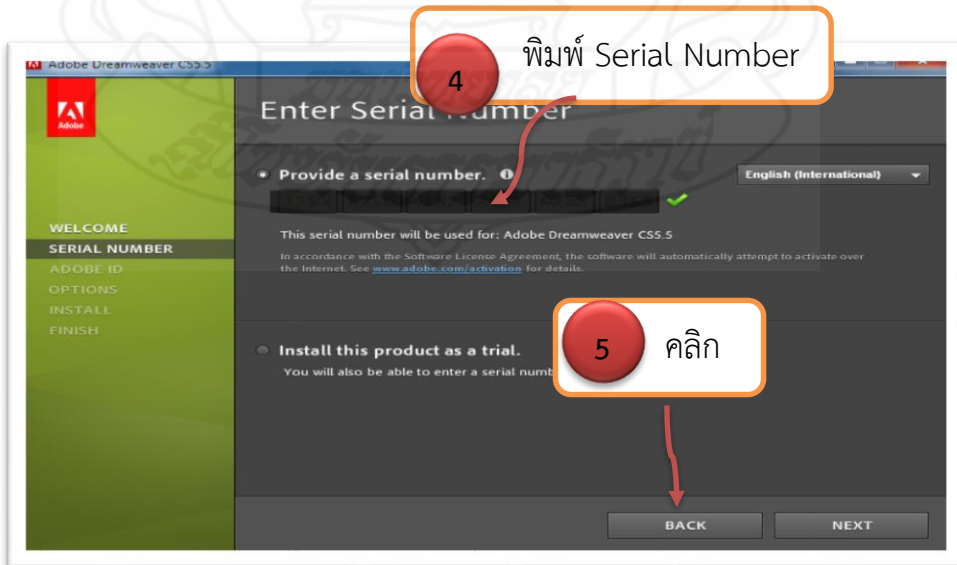 4
พิมพ์ Serial Number
Adobe Dreamweaver CS5.5
Adobe
Enter Serial Number
Provide a serial number.
English (International)
This serial number will be used for: Adobe Dreamweaver CS5.5
In accordance with the Software License Agreement, the software will automatically attempt to activate over
the Internet. See www.adobe.com/activation for details.
WELCOME
SERIAL NUMBER
ADOBE ID
OPTIONS
INSTALL
FINISH
Install this product as a trial.
You will also be able to enter a serial numb
5
คลิก
BACK
NEXT